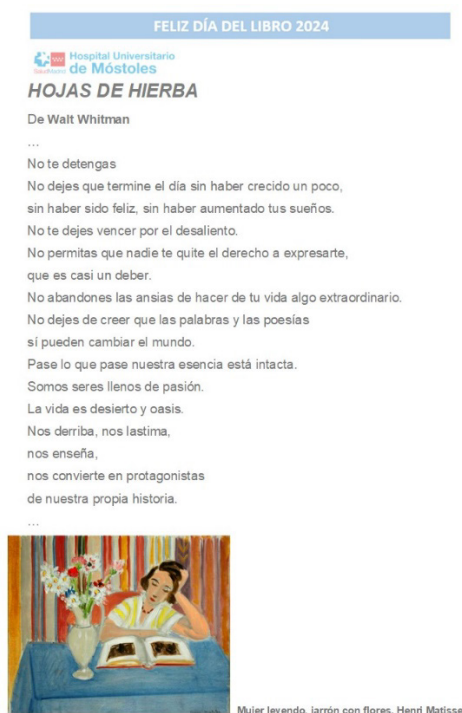 FELIZ DÍA DEL LIBRO 2024
Hospital Universitario
de Móstoles
HOJAS DE HIERBA
De Walt Whitman
...
No te detengas
No dejes que termine el día sin haber crecido un poco,
sin haber sido feliz, sin haber aumentado tus sueños.
No te dejes vencer por el desaliento.
No permitas que nadie te quite el derecho a expresarte,
que es casi un deber.
No abandones las ansias de hacer de tu vida algo extraordinario.
No dejes de creer que las palabras y las poesías
sí pueden cambiar el mundo.
Pase lo que pase nuestra esencia está intacta.
Somos seres llenos de pasión.
La vida es desierto y oasis.
Nos derriba, nos lastima,
nos enseña,
nos convierte en protagonistas
de nuestra propia historia.
...
Mujer leyendo, jarrón con flores. Henri Matisse